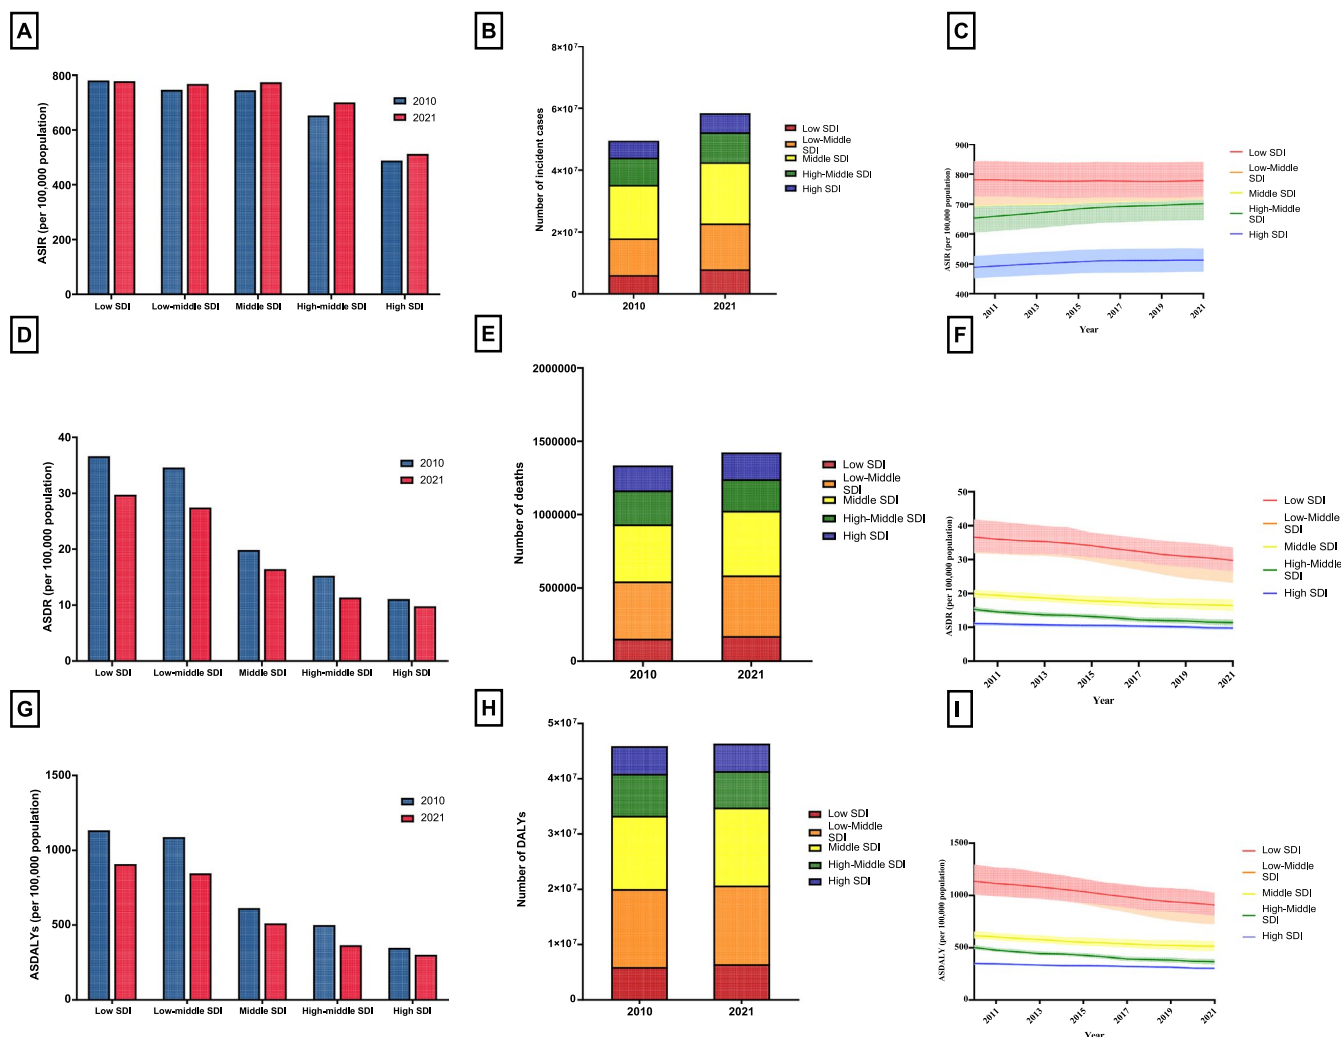 A
ASIR (per 100,000 population)
800
600
400
200
0
2010
2021
Low SDI
Low-middle SDI
Middle SDI
High-middle SDI
High SDI
B
Number of incident cases
8×10⁷
6×10⁷
4×10⁷
2×10⁷
0
2010
2021
Low SDI
Low-Middle
SDI
Middle SDI
High-Middle SDI
High SDI
C
ASIR (per 100,000 population)
900
800
700
600
500
400
2011
2013
2015
2017
2019
2021
Year
Low SDI
Low-Middle
SDI
Middle SDI
High-Middle
SDI
High SDI
D
ASDR (per 100,000 population)
40
30
20
10
0
2010
2021
Low SDI
Low-middle SDI
Middle SDI
High-middle SDI
High SDI
E
Number of deaths
2000000
1500000
1000000
500000
0
2010
2021
Low SDI
Low-Middle
SDI
Middle SDI
High-Middle SDI
High SDI
F
ASDR (per 100,000 population)
50
40
30
20
10
0
2011
2013
2015
2017
2019
2021
Year
Low SDI
Low-Middle
SDI
Middle SDI
High-Middle
SDI
High SDI
G
ASDALYs (per 100,000 population)
1500
1000
500
0
2010
2021
Low SDI
Low-middle SDI
Middle SDI
High-middle SDI
High SDI
H
Number of DALYs
5×10⁷
4×10⁷
3×10⁷
2×10⁷
1×10⁷
0
2010
2021
Low SDI
Low-Middle
SDI
Middle SDI
High-Middle SDI
High SDI
I
ASDALY (per 100,000 population)
1500
1000
500
0
2011
2013
2015
2017
2019
2021
Year
Low SDI
Low-Middle
SDI
Middle SDI
High-Middle
SDI
High SDI